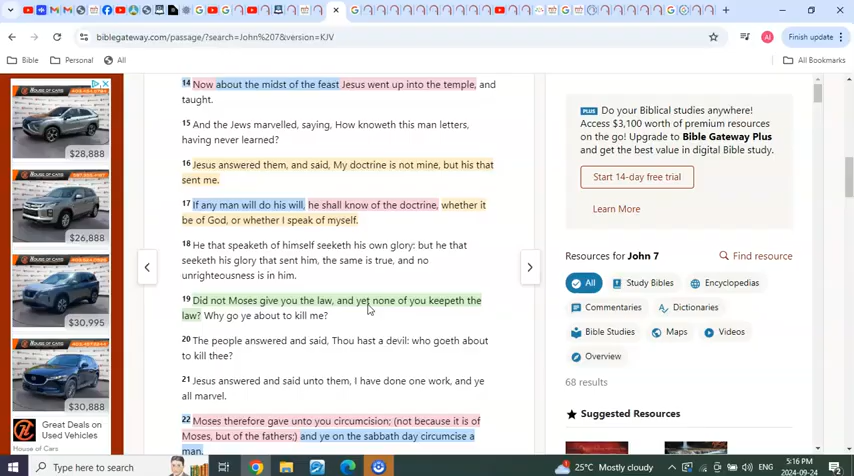 biblegateway.com/passage/?search=John%207&version=KJV
AI
Finish update
Bible
Personal
All
All Bookmarks
HOUSE OF CARS
$28,888
HOUSE OF CARS
$26,888
HOUSE OF CARS
$30,995
HOUSE OF CARS
$30,888
Great Deals on
Used Vehicles
House of Cars
14 Now about the midst of the feast Jesus went up into the temple, and
taught.
15 And the Jews marvelled, saying, How knoweth this man letters,
having never learned?
16 Jesus answered them, and said, My doctrine is not mine, but his that
sent me.
17 If any man will do his will, he shall know of the doctrine, whether it
be of God, or whether I speak of myself.
18 He that speaketh of himself seeketh his own glory: but he that
seeketh his glory that sent him, the same is true, and no
unrighteousness is in him.
19 Did not Moses give you the law, and yet none of you keepeth the
law? Why go ye about to kill me?
20 The people answered and said, Thou hast a devil: who goeth about
to kill thee?
21 Jesus answered and said unto them, I have done one work, and ye
all marvel.
22 Moses therefore gave unto you circumcision; (not because it is of
Moses, but of the fathers;) and ye on the sabbath day circumcise a
man.
PLUS Do your Biblical studies anywhere!
Access $3,100 worth of premium resources
on the go! Upgrade to Bible Gateway Plus
and get the best value in digital Bible study.
Start 14-day free trial
Learn More
Resources for John 7
Find resource
All
Study Bibles
Encyclopedias
Commentaries
Dictionaries
Bible Studies
Maps
Videos
Overview
68 results
Suggested Resources
Type here to search
25°C Mostly cloudy
5:16 PM
2024-09-24